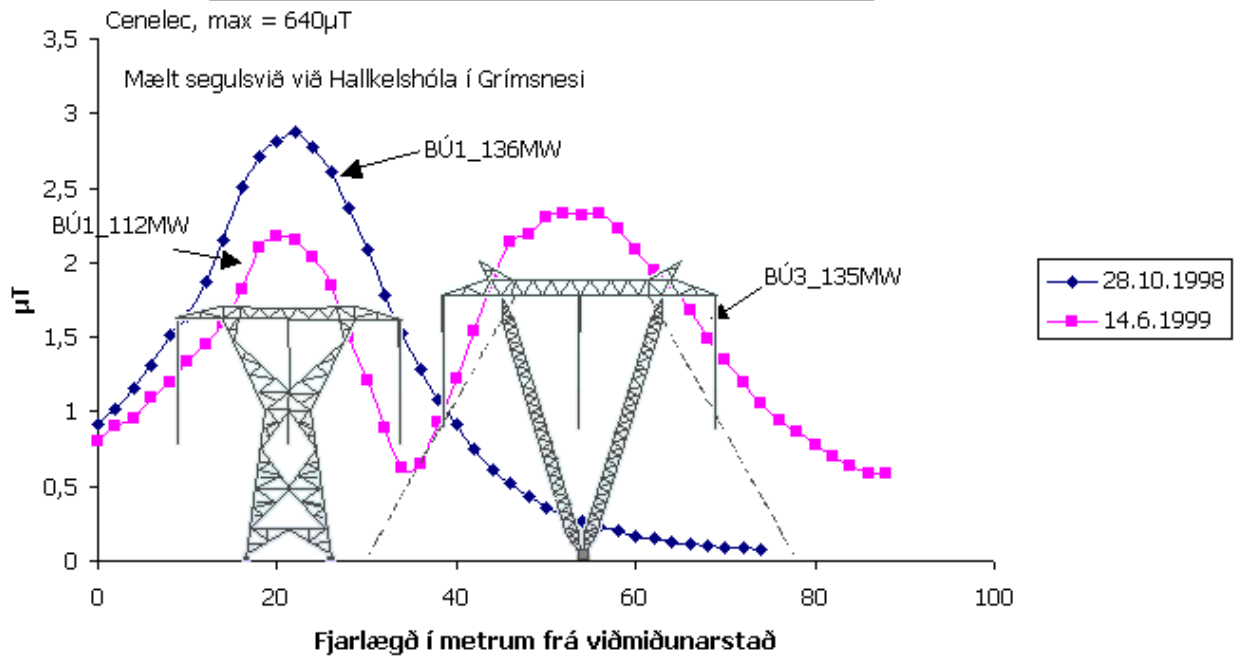 Cenelec, max = 640µT
3,5
Mælt segulsvið við Hallkelshóla í Grímsnesi
3
BÚ1_136MW
2,5
BÚ1_112MW
2
BÚ3_135MW
28.10.1998
14.6.1999
µT
1,5
1
0,5
0
0 20 40 60 80 100
Fjarlægð í metrum frá viðmiðunarstað